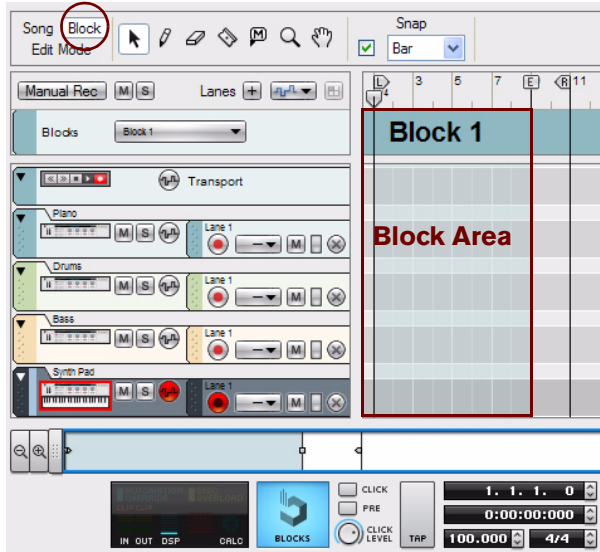 Song Block
Edit Mode
M
Snap
Bar
Manual Rec M S Lanes +
L 3 5 7 E R 11
4
Blocks Block 1
Block 1
Transport
Piano
M S Lane 1
M
Block Area
Drums
M S Lane 1
M
Bass
M S Lane 1
M
Synth Pad
M S Lane 1
M
IN OUT DSP CALC
BLOCKS
CLICK
PRE
CLICK
LEVEL
TAP
1. 1. 1. 0
0:00:00:000
100.000 4/4